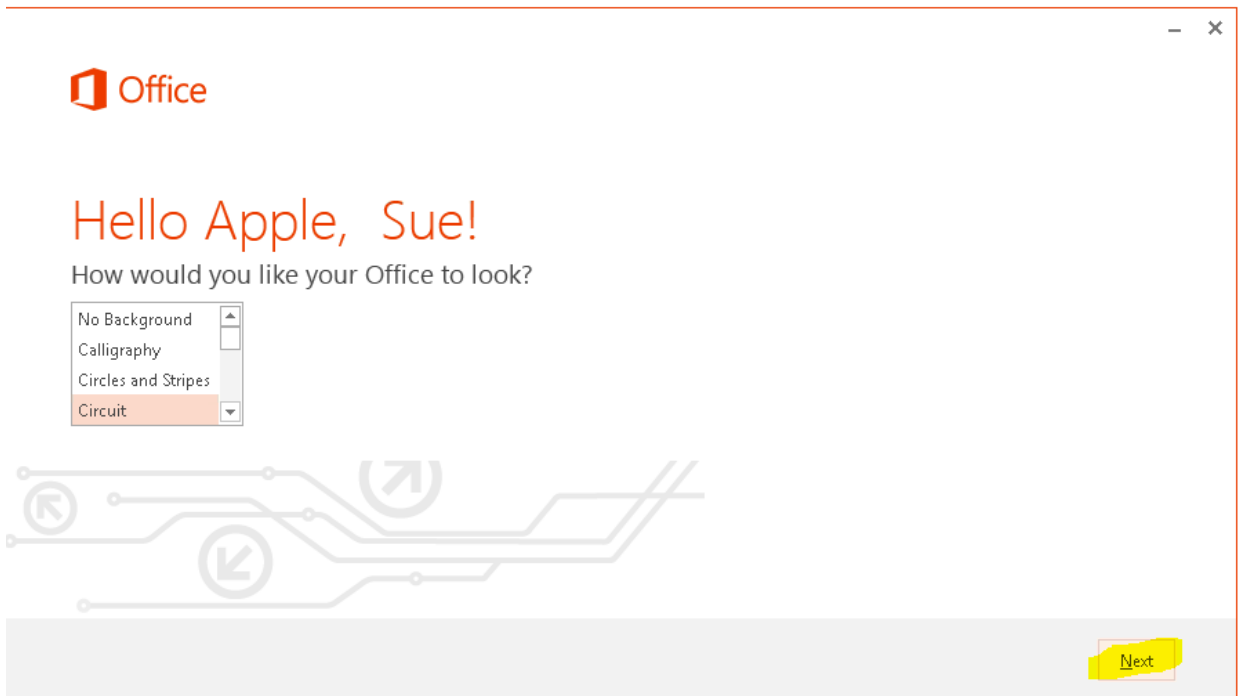 Office
Hello Apple,  Sue!
How would you like your Office to look?
No Background
Calligraphy
Circles and Stripes
Circuit
Next